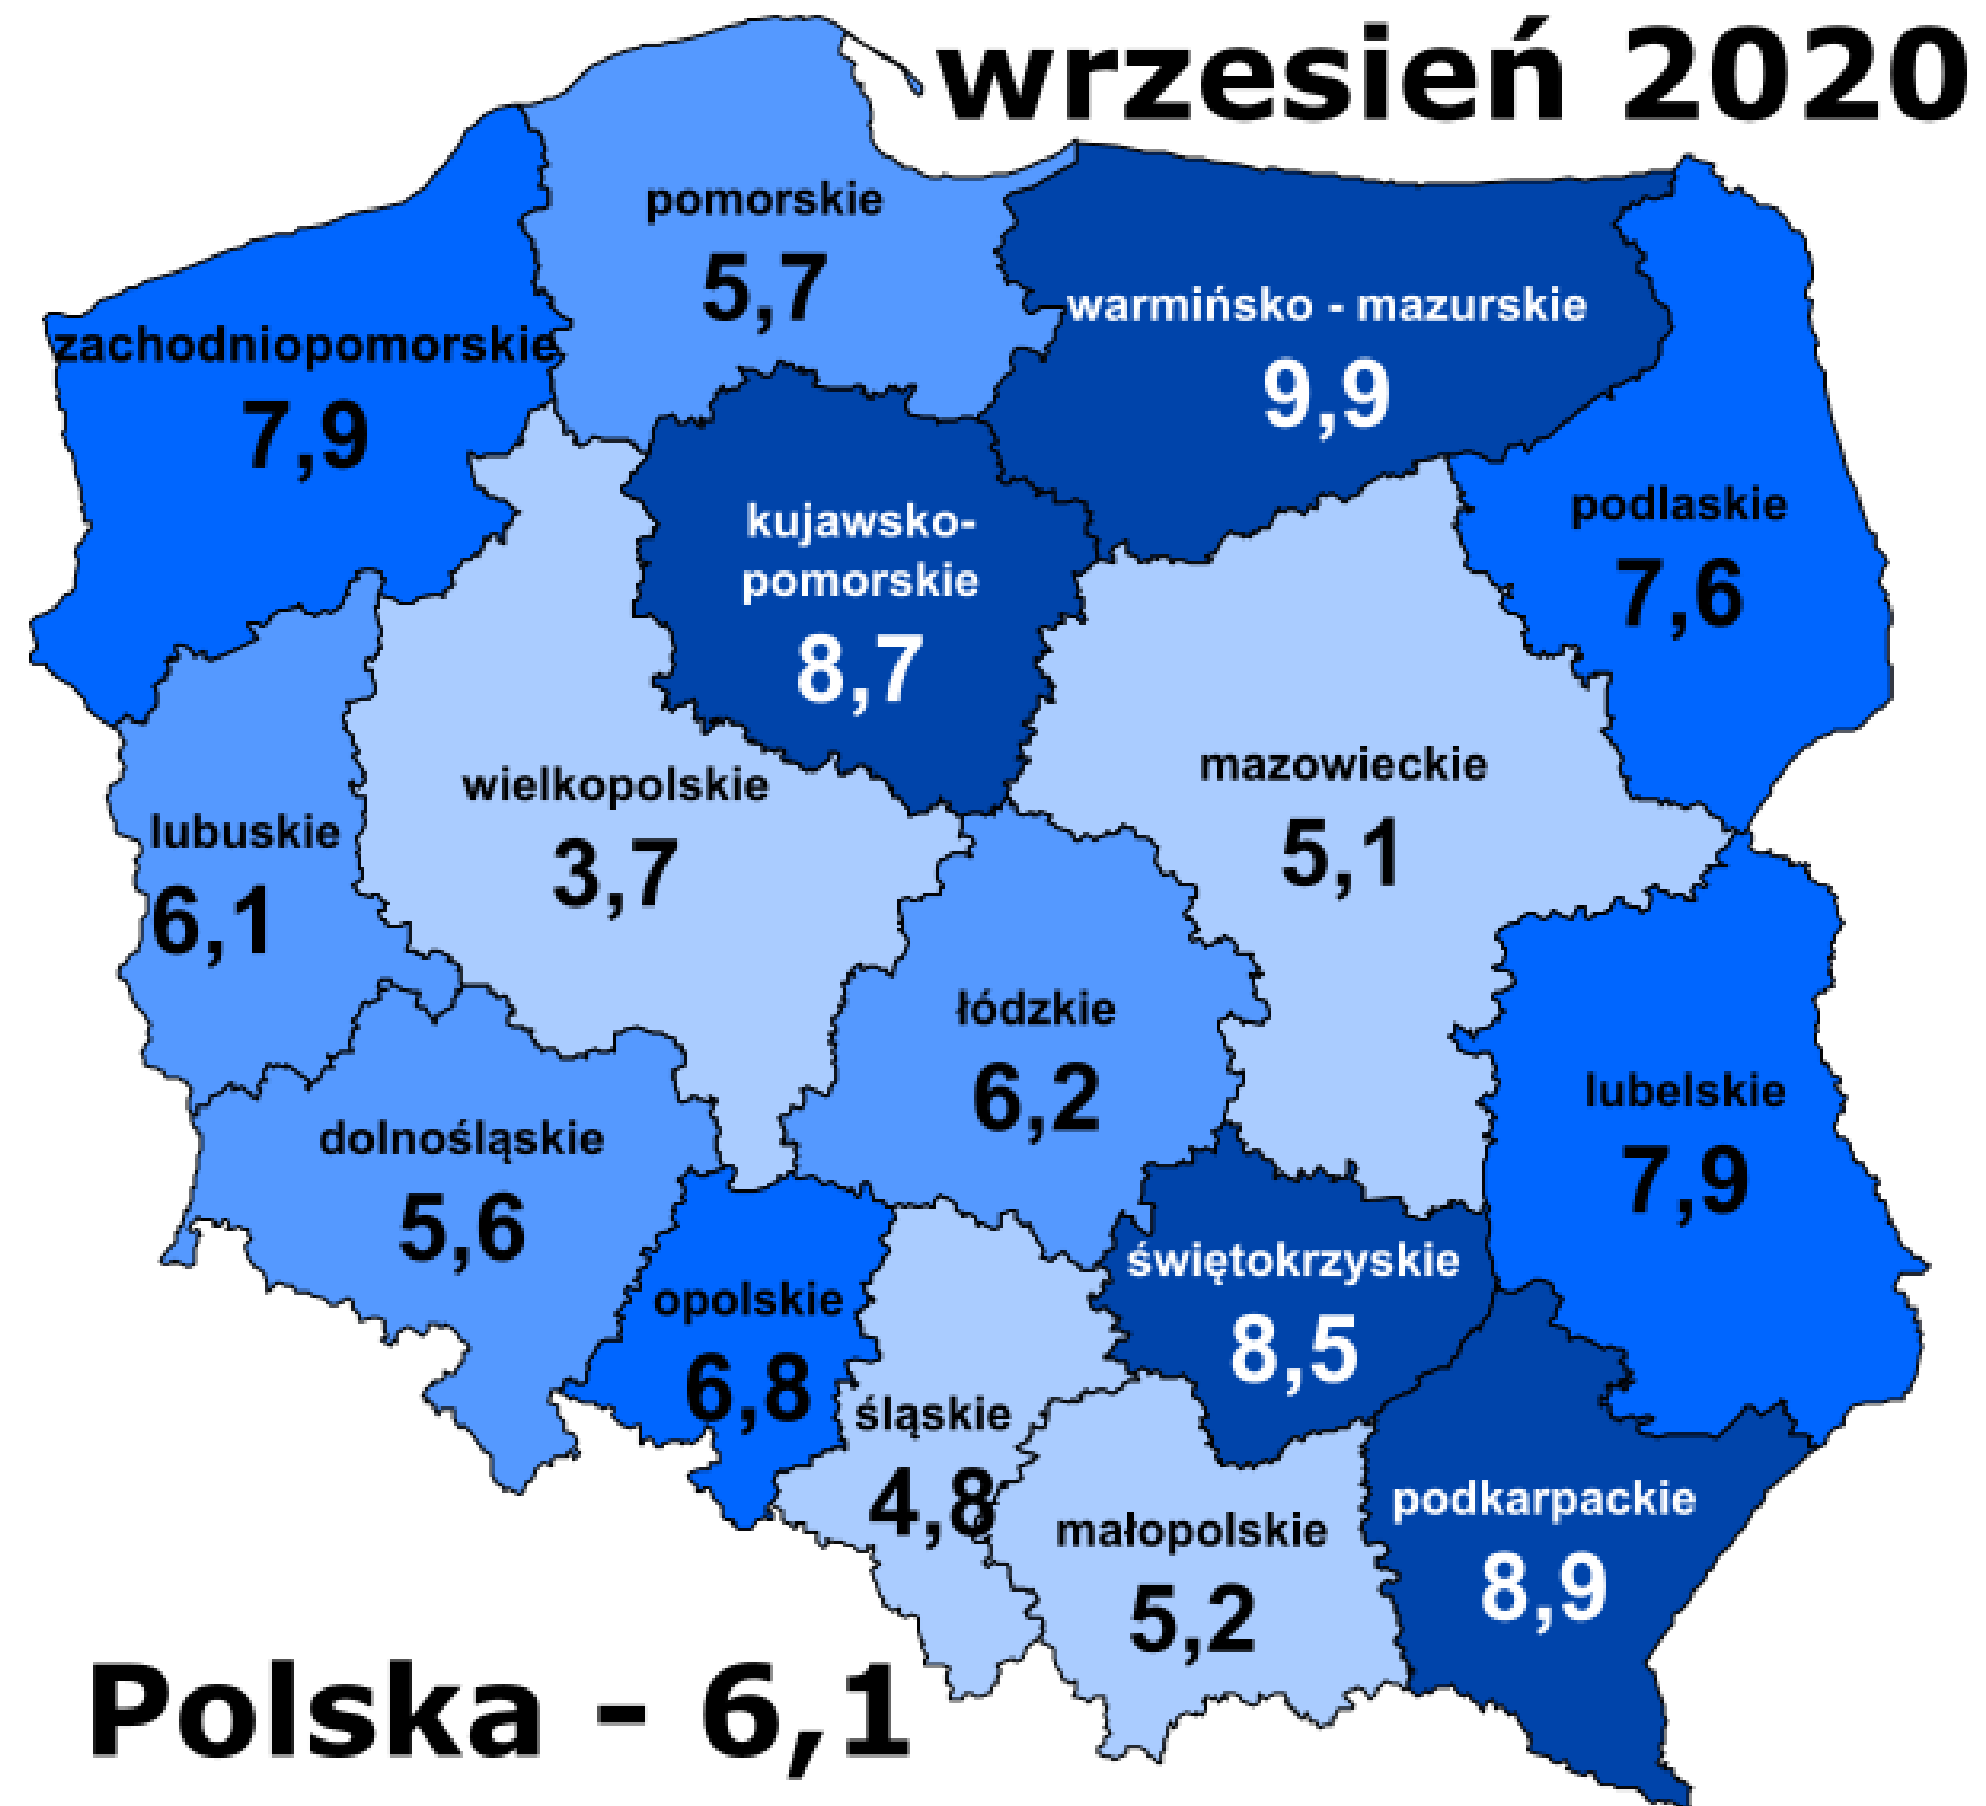 wrzesień 2020
pomorskie
5,7
warmińsko - mazurskie
9,9
zachodniopomorskie
7,9
podlaskie
7,6
kujawsko-
pomorskie
8,7
mazowieckie
5,1
wielkopolskie
3,7
lubuskie
6,1
łódzkie
6,2
lubelskie
7,9
dolnośląskie
5,6
świętokrzyskie
8,5
opolskie
6,8
śląskie
4,8
małopolskie
5,2
podkarpackie
8,9
Polska - 6,1